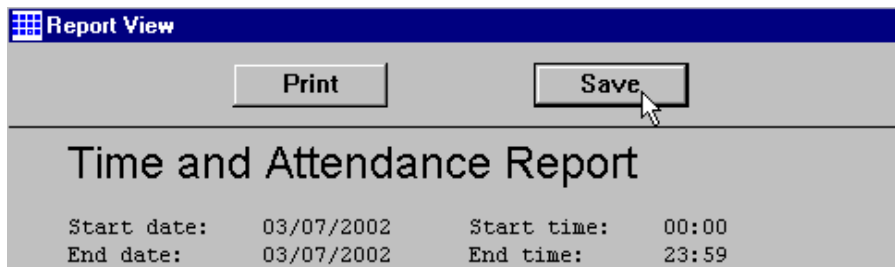 Report View
Print Save
Time and Attendance Report
Start date: 03/07/2002 Start time: 00:00
End date: 03/07/2002 End time: 23:59